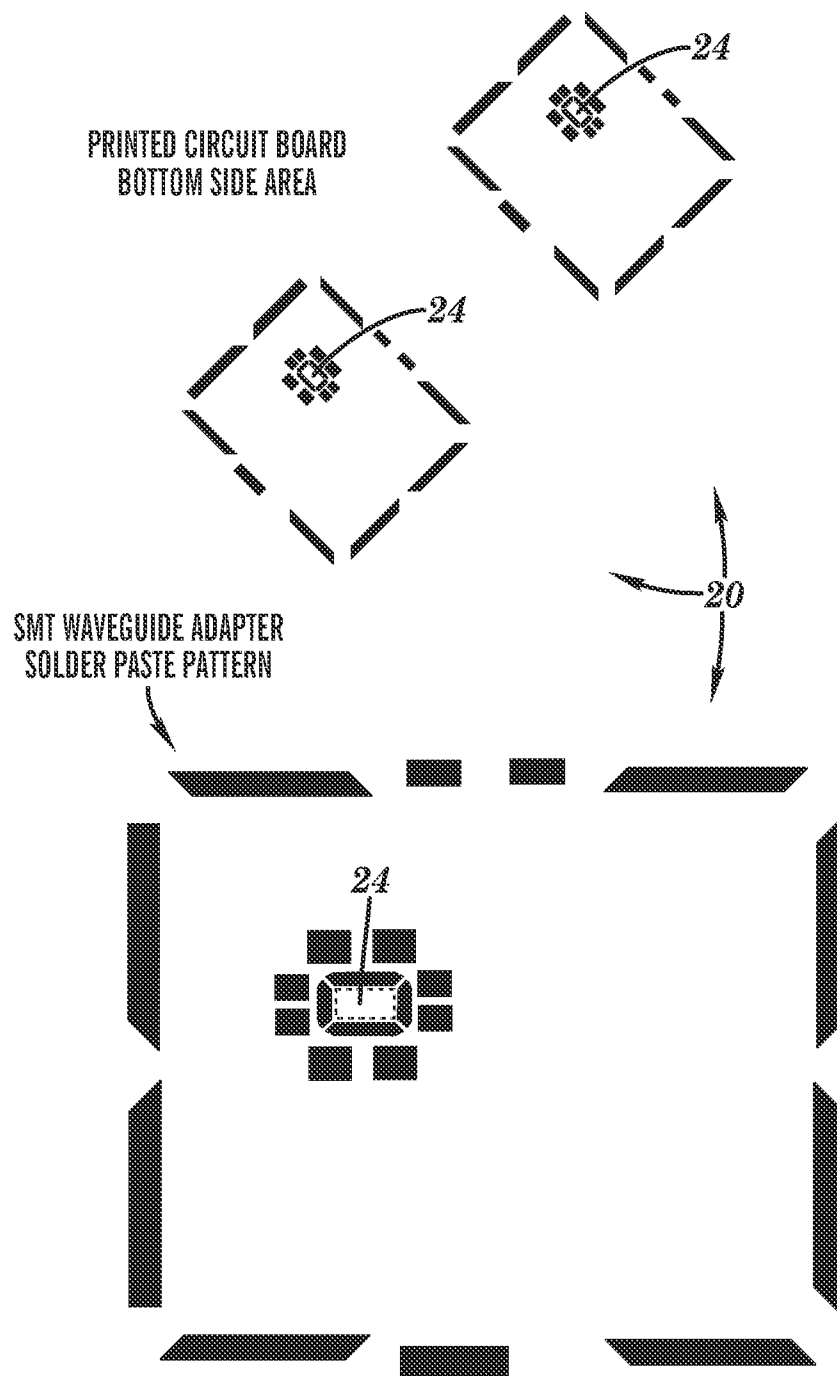 24
PRINTED CIRCUIT BOARD
BOTTOM SIDE AREA
24
20
SMT WAVEGUIDE ADAPTER
SOLDER PASTE PATTERN
24